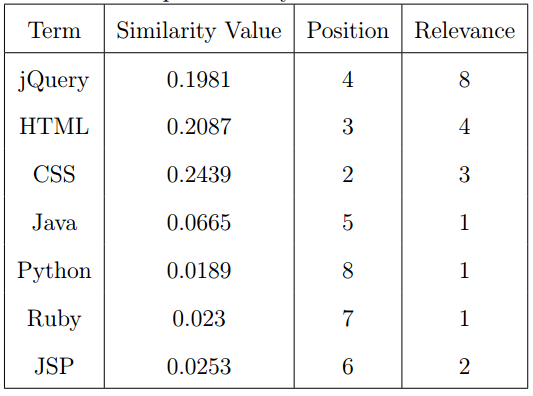 Term Similarity Value Position Relevance
jQuery 0.1981 4 8
HTML 0.2087 3 4
CSS 0.2439 2 3
Java 0.0665 5 1
Python 0.0189 8 1
Ruby 0.023 7 1
JSP 0.0253 6 2